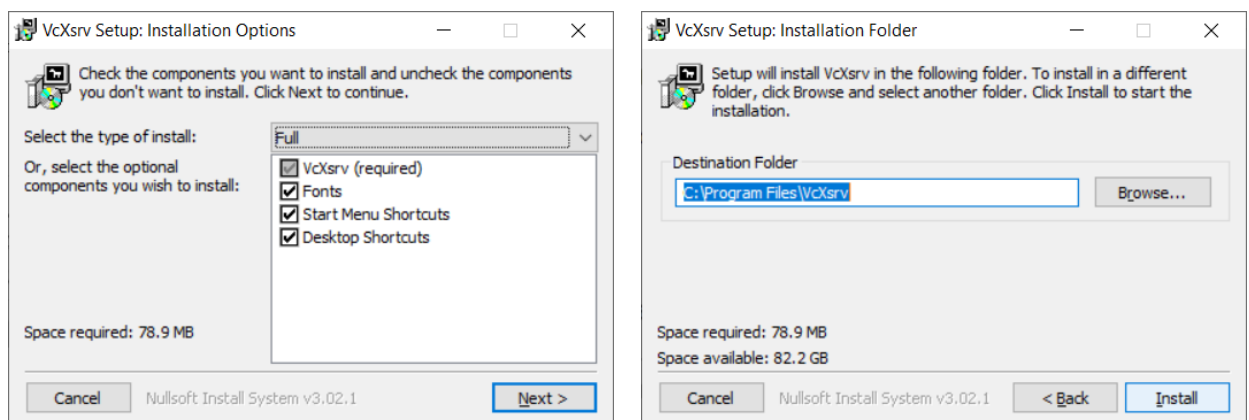 VcXsrv Setup: Installation Options
Check the components you want to install and uncheck the components
you don't want to install. Click Next to continue.
Select the type of install:
Full
Or, select the optional
components you wish to install:
VcXsrv (required)
Fonts
Start Menu Shortcuts
Desktop Shortcuts
Space required: 78.9 MB
Cancel
Nullsoft Install System v3.02.1
Next >
VcXsrv Setup: Installation Folder
Setup will install VcXsrv in the following folder. To install in a different
folder, click Browse and select another folder. Click Install to start the
installation.
Destination Folder
C:\Program Files\VcXsrv
Browse...
Space required: 78.9 MB
Space available: 82.2 GB
Cancel
Nullsoft Install System v3.02.1
< Back
Install